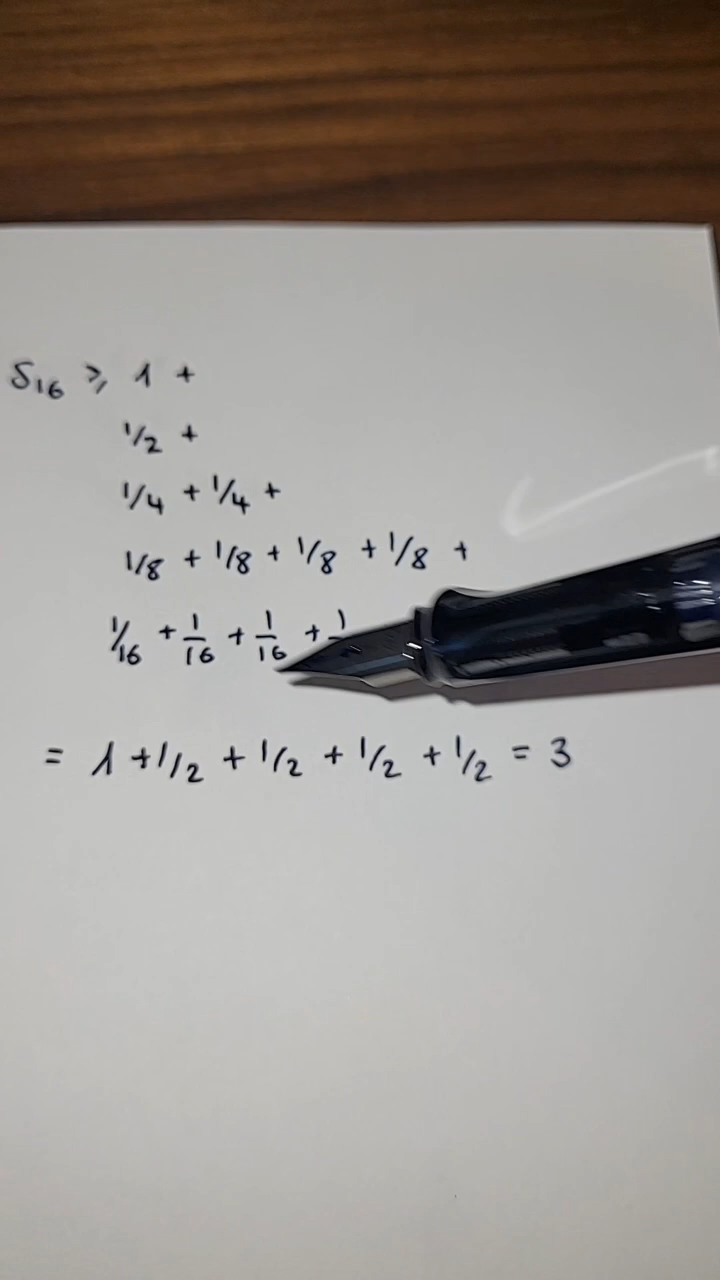 S₁₆ ⩾ 1 +
1/2 +
1/4 + 1/4 +
1/8 + 1/8 + 1/8 + 1/8 +
1/16 + 1/16 + 1/16 +
= 1 + 1/2 + 1/2 + 1/2 + 1/2 = 3